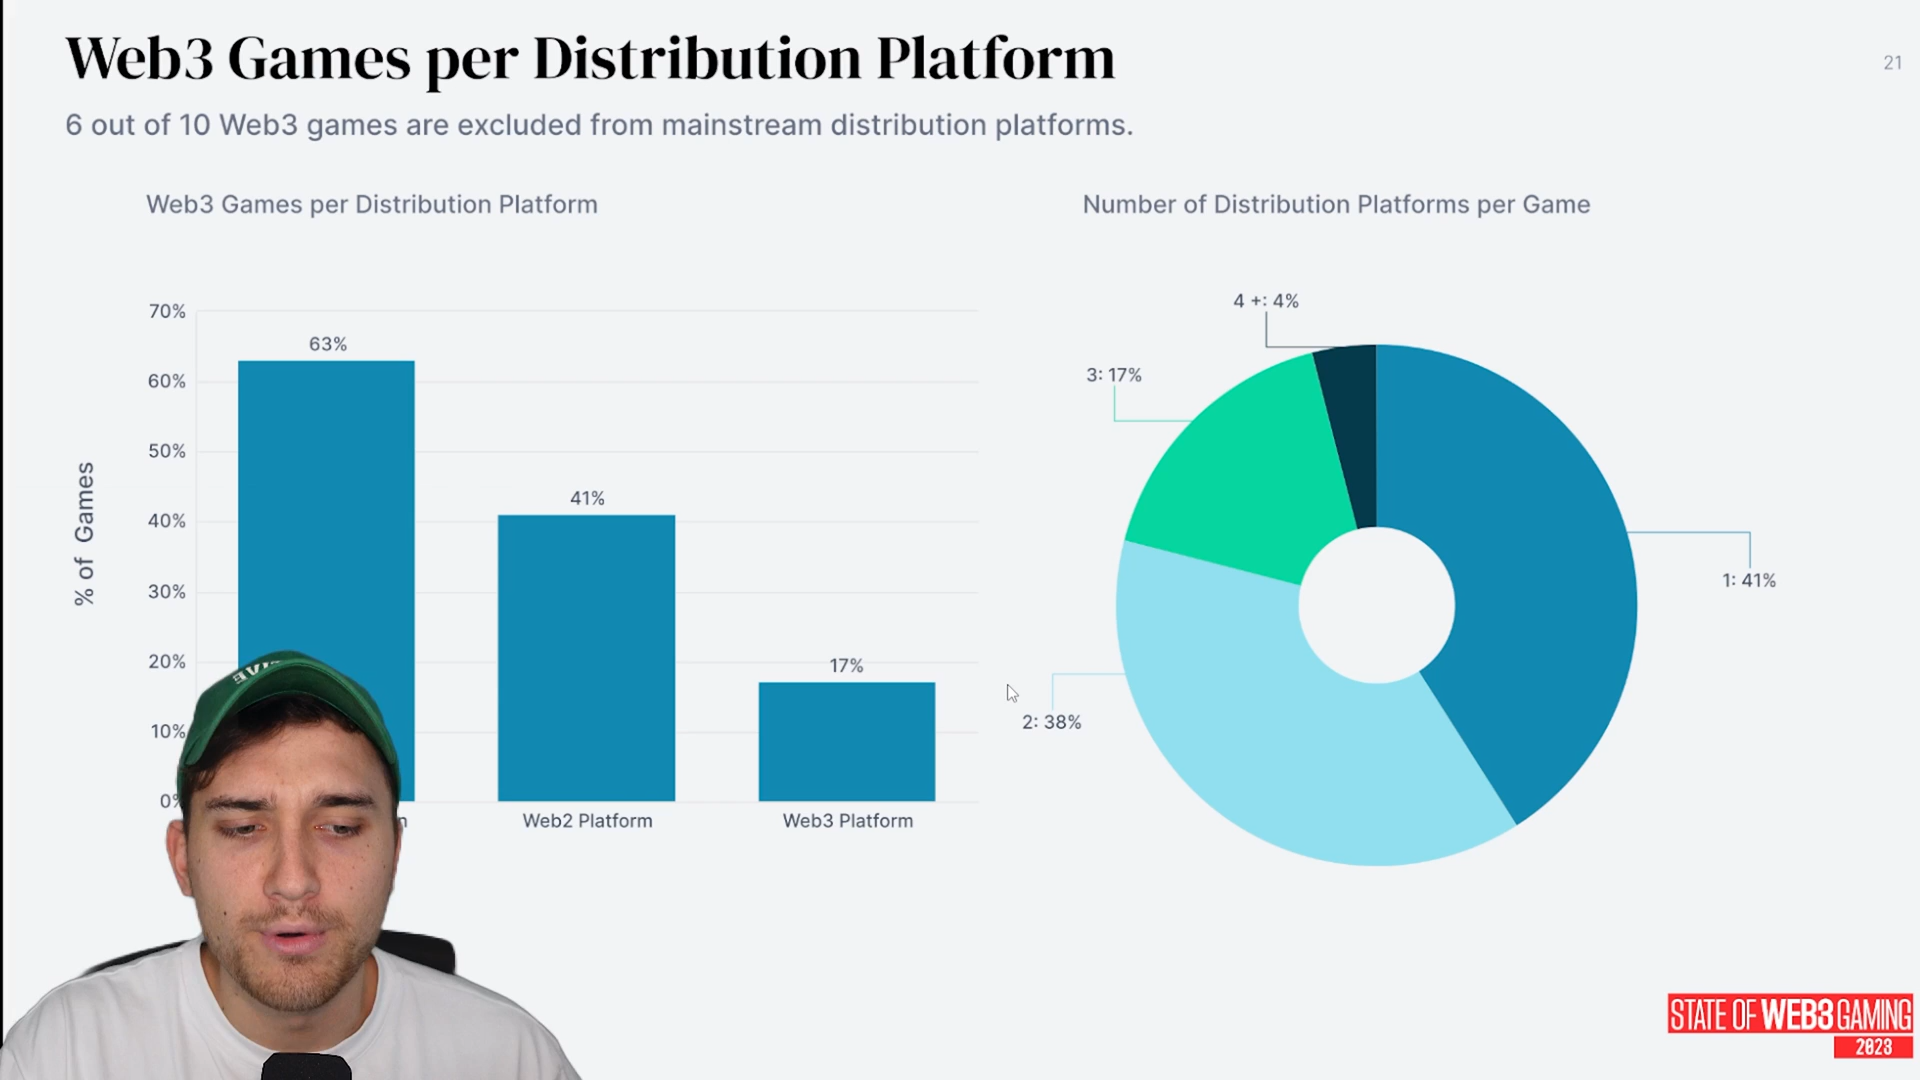 Web3 Games per Distribution Platform
21
6 out of 10 Web3 games are excluded from mainstream distribution platforms.
Web3 Games per Distribution Platform
Number of Distribution Platforms per Game
% of Games
70%
60%
50%
40%
30%
20%
10%
0%
63%
41%
17%
Web2 Platform
Web3 Platform
4 +: 4%
3: 17%
1: 41%
2: 38%
STATE OF WEB3 GAMING
2023